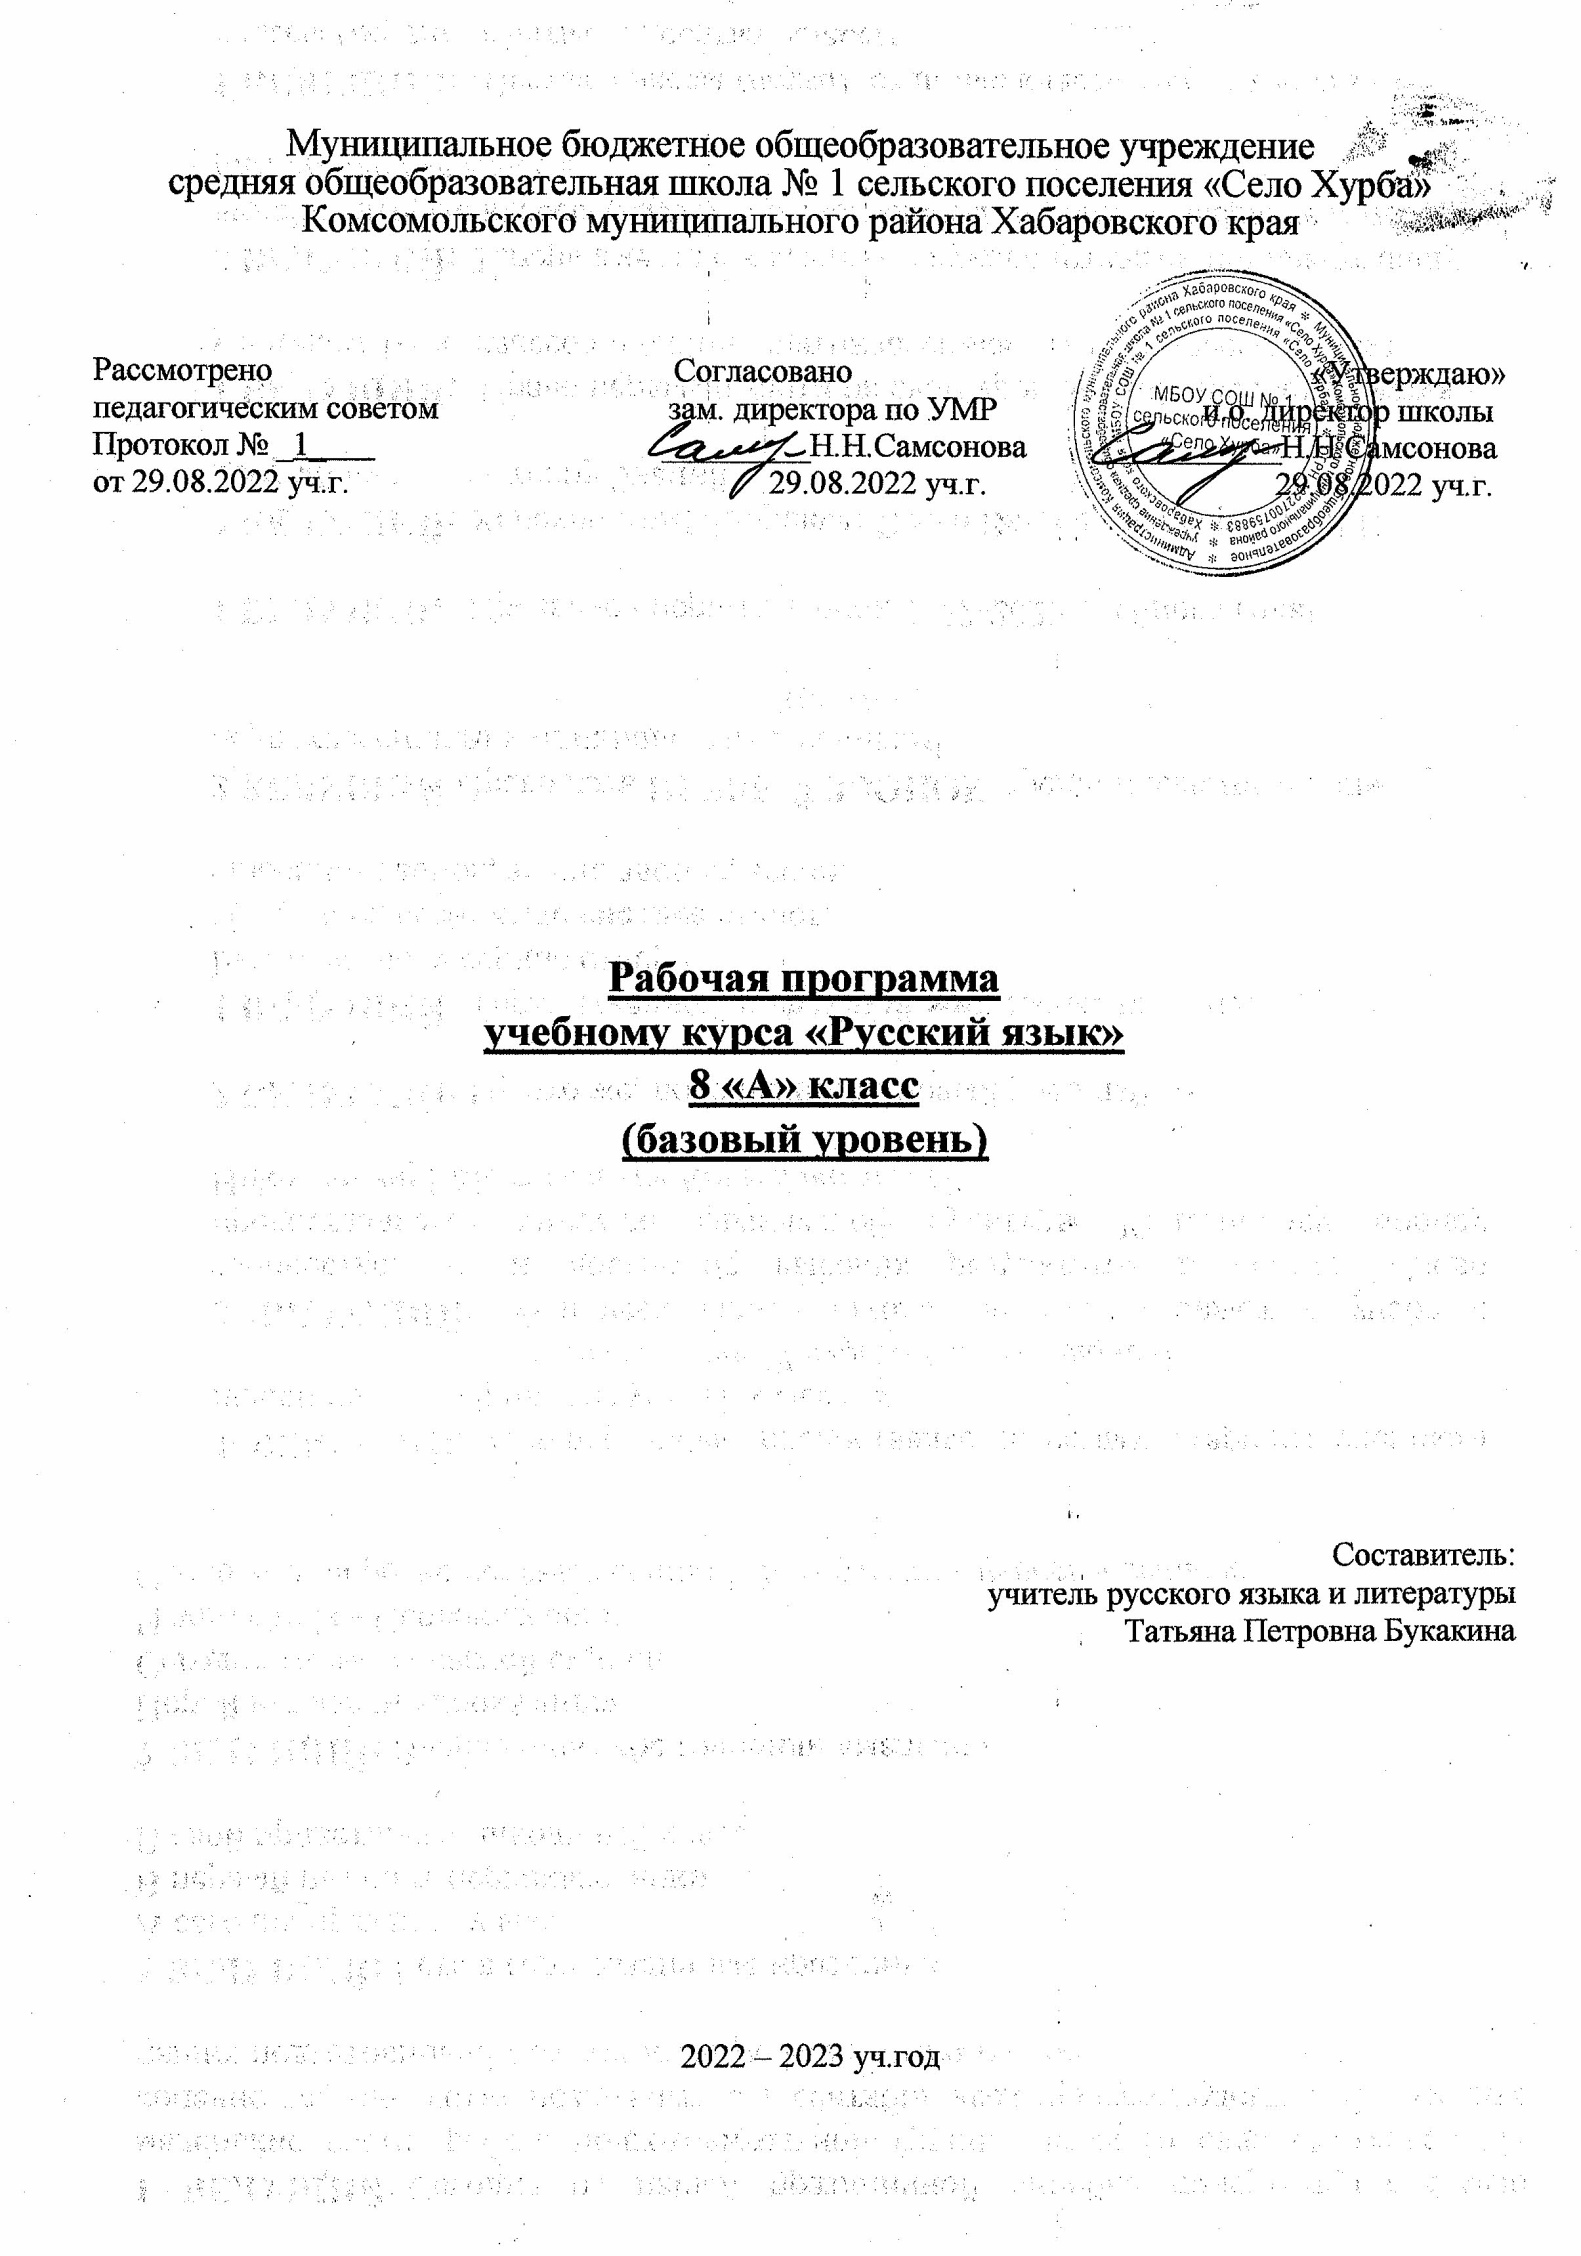 Муниципальное бюджетное общеобразовательное учреждение
средняя общеобразовательная школа № 1 сельского поселения «Село Хурба»
Комсомольского муниципального района Хабаровского края
Рассмотрено
педагогическим советом
Протокол № _1____
от 29.08.2022 уч.г.
Согласовано
зам. директора по УМР
Н.Н.Самсонова
29.08.2022 уч.г.
«Утверждаю»
и.о. директор школы
Н.Н.Самсонова
29.08.2022 уч.г.
МБОУ СОШ № 1
сельского поселения
«Село Хурба»
Рабочая программа
учебному курса «Русский язык»
8 «А» класс
(базовый уровень)
Составитель:
учитель русского языка и литературы
Татьяна Петровна Букакина
2022 – 2023 уч.год